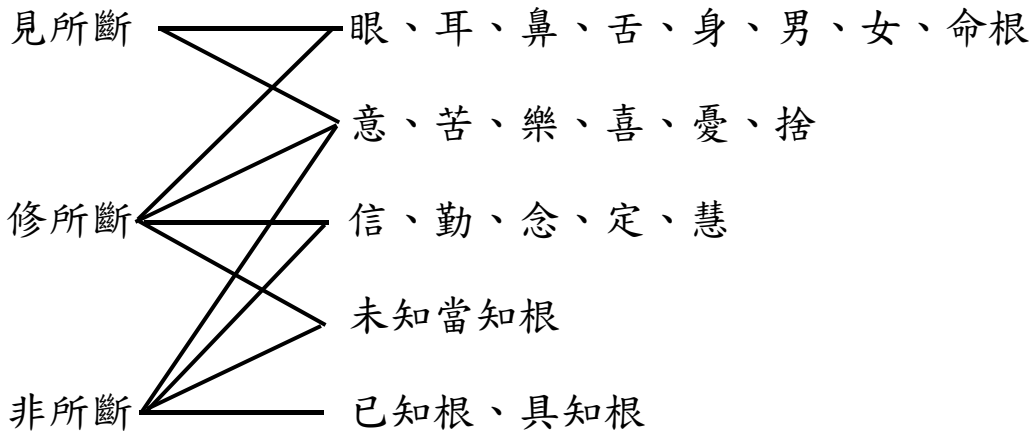 見所斷 眼、耳、鼻、舌、身、男、女、命根
意、苦、樂、喜、憂、捨
修所斷 信、勤、念、定、慧
未知當知根
非所斷 已知根、具知根